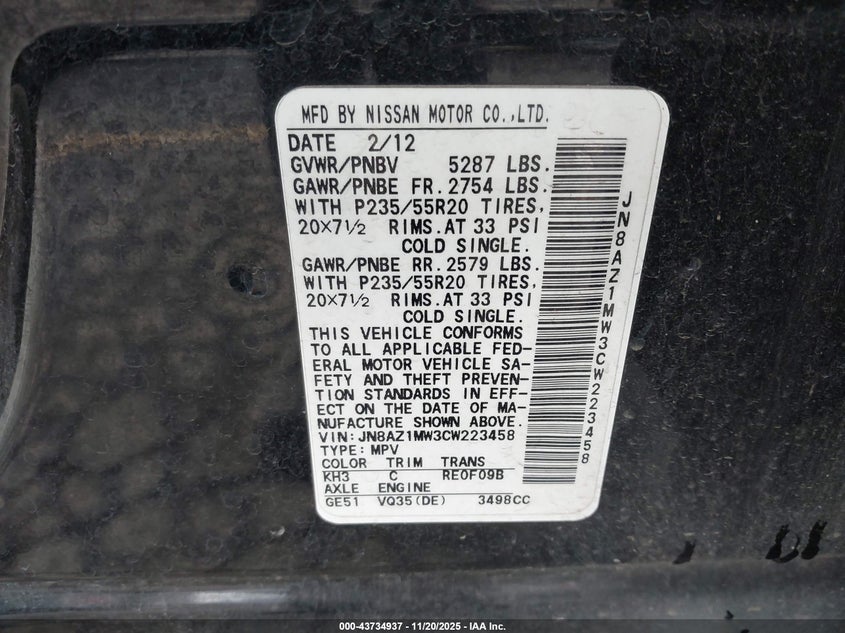 MFD BY NISSAN MOTOR CO.,LTD.
DATE 2/12
GVWR/PNBV 5287 LBS.
GAWR/PNBE FR. 2754 LBS.
WITH P235/55R20 TIRES,
20×7½ RIMS.AT 33 PSI
COLD SINGLE.
GAWR/PNBE RR. 2579 LBS.
WITH P235/55R20 TIRES,
20×7½ RIMS.AT 33 PSI
COLD SINGLE.
THIS VEHICLE CONFORMS
TO ALL APPLICABLE FED-
ERAL MOTOR VEHICLE SA-
FETY AND THEFT PREVEN-
TION STANDARDS IN EFF-
ECT ON THE DATE OF MA-
NUFACTURE SHOWN ABOVE.
VIN:JN8AZ1MW3CW223458
TYPE:MPV
COLOR TRIM TRANS
KH3 C RE0F09B
AXLE ENGINE
GE51 VQ35(DE) 3498CC
JN8AZ1MW3CW223458
000-43734937 - 11/20/2025 - IAA Inc.